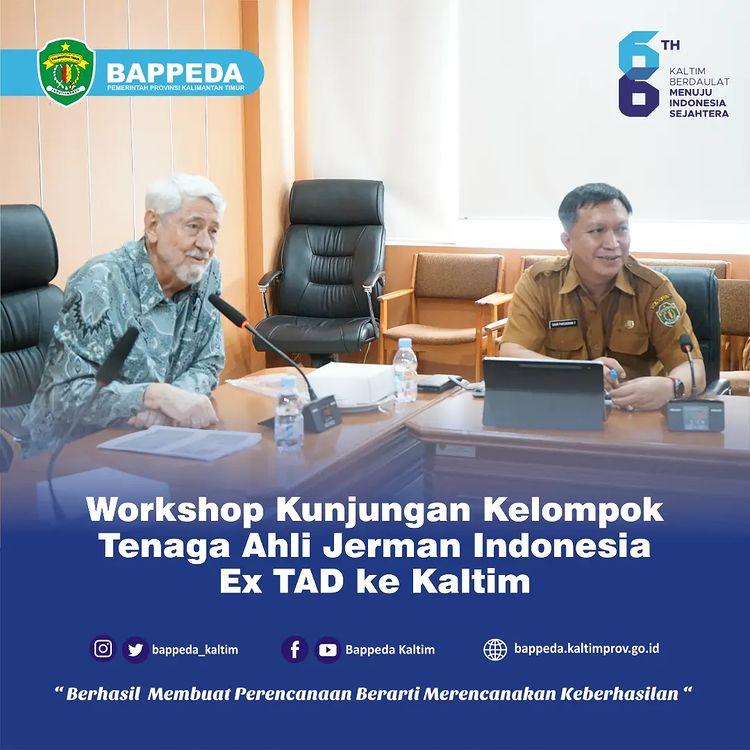 BAPPEDA
PEMERINTAH PROVINSI KALIMANTAN TIMUR
66TH
KALTIM
BERDAULAT
MENUJU
INDONESIA
SEJAHTERA
Workshop Kunjungan Kelompok
Tenaga Ahli Jerman Indonesia
Ex TAD ke Kaltim
bappeda_kaltim
Bappeda Kaltim
bappeda.kaltimprov.go.id
“ Berhasil Membuat Perencanaan Berarti Merencanakan Keberhasilan “